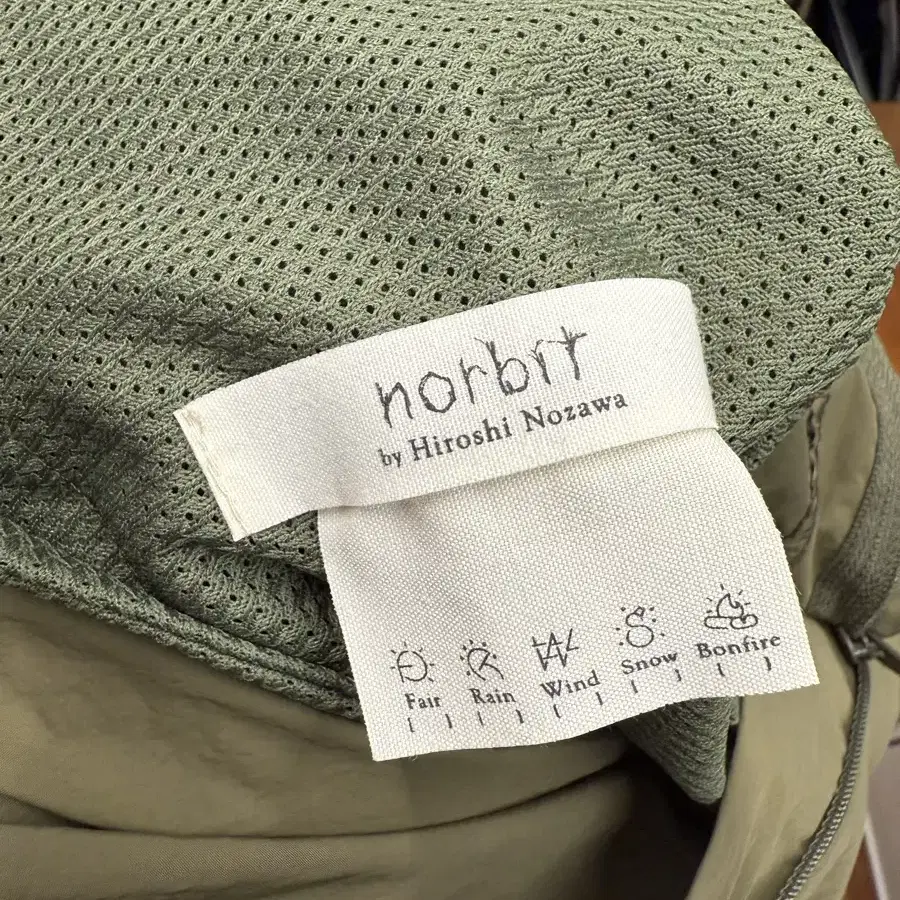 norbit
by Hiroshi Nozawa
Fair Rain Wind Snow Bonfire
( ) ( ) ( ) ( ) ( )